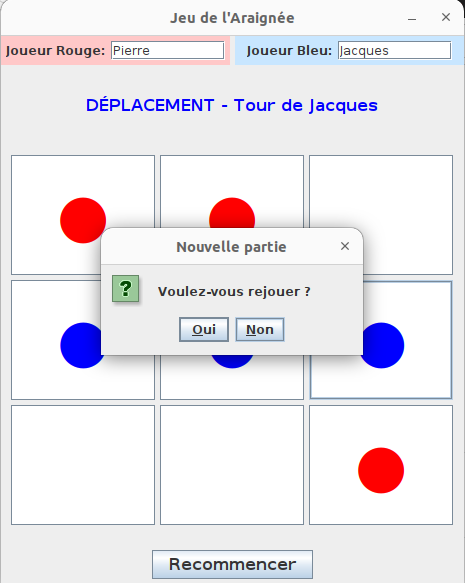 Jeu de l'Araignée
Joueur Rouge: Pierre Joueur Bleu: Jacques
DÉPLACEMENT - Tour de Jacques
Nouvelle partie
?
Voulez-vous rejouer ?
Oui Non
Recommencer